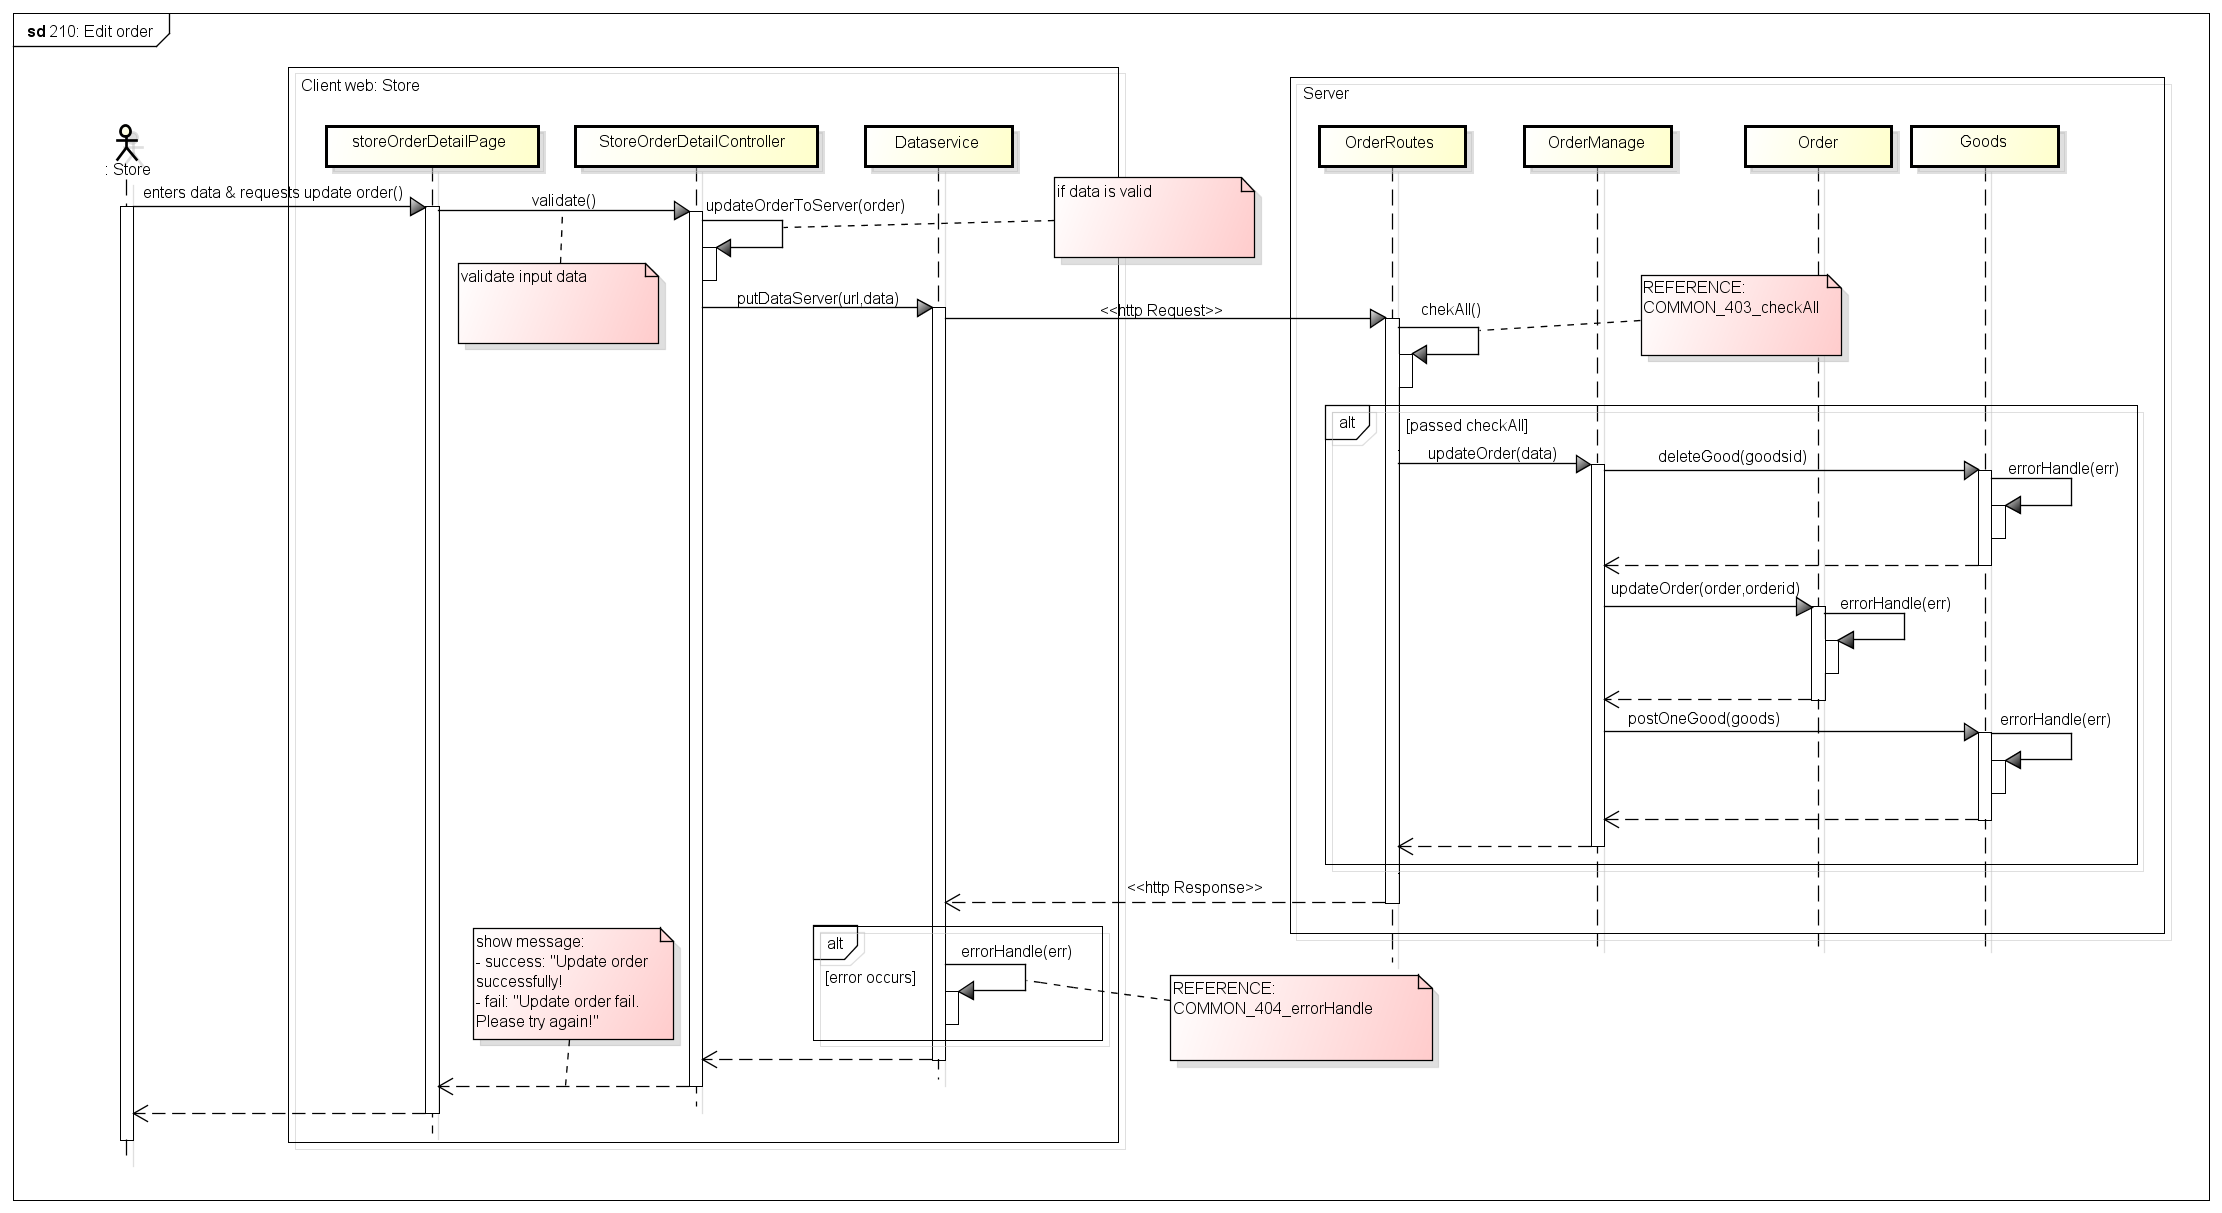 sd 210: Edit order
Client web: Store
Server
: Store
storeOrderDetailPage
StoreOrderDetailController
Dataservice
OrderRoutes
OrderManage
Order
Goods
enters data & requests update order()
validate()
updateOrderToServer(order)
if data is valid
validate input data
putDataServer(url,data)
<<http Request>>
chekAll()
REFERENCE:
COMMON_403_checkAll
alt
[passed checkAll]
updateOrder(data)
deleteGood(goodsid)
errorHandle(err)
updateOrder(order,orderid)
errorHandle(err)
postOneGood(goods)
errorHandle(err)
<<http Response>>
show message:
- success: "Update order
successfully!
- fail: "Update order fail.
Please try again!"
alt
[error occurs]
errorHandle(err)
REFERENCE:
COMMON_404_errorHandle